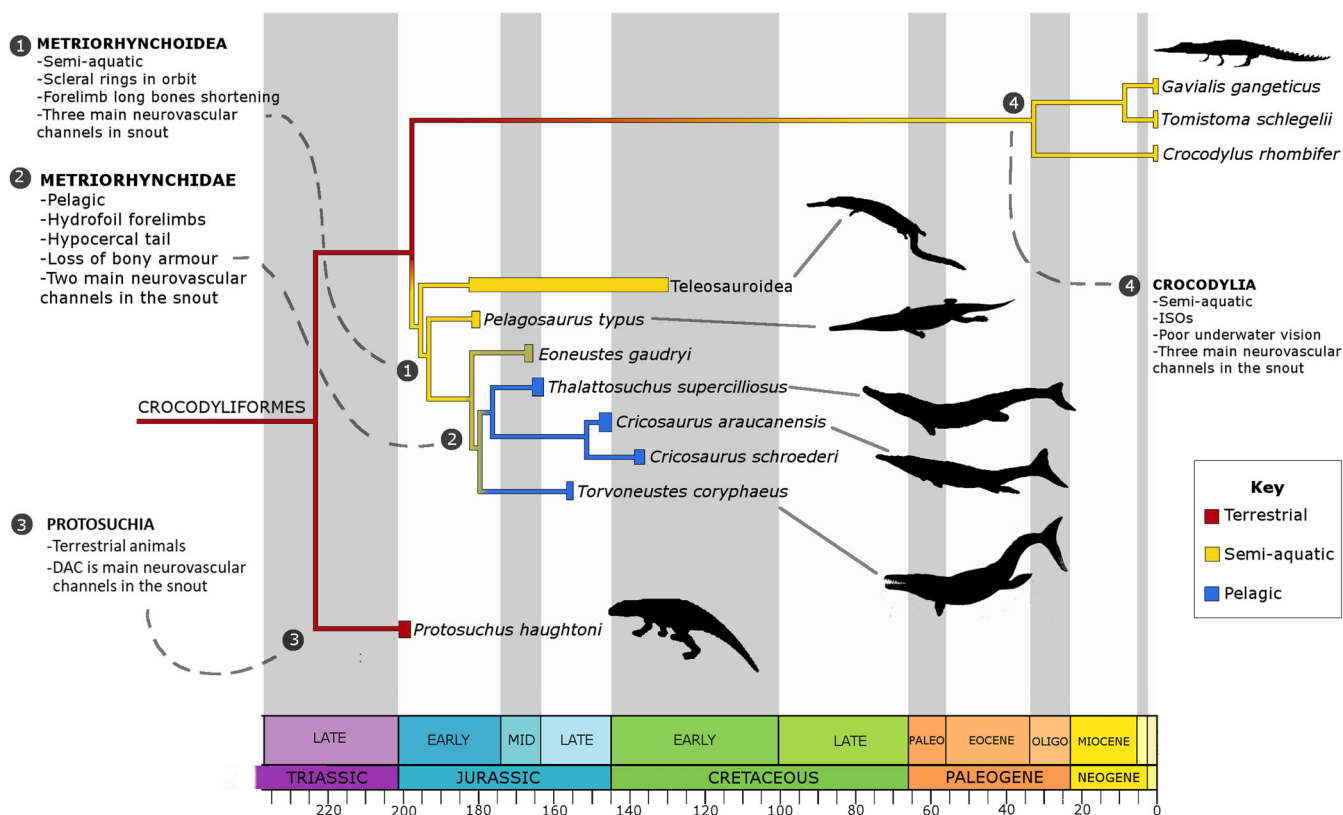 1 METRIORHYNCHOIDEA
-Semi-aquatic
-Scleral rings in orbit
-Forelimb long bones shortening
-Three main neurovascular
channels in snout
2 METRIORHYNCHIDAE
-Pelagic
-Hydrofoil forelimbs
-Hypocercal tail
-Loss of bony armour
-Two main neurovascular
channels in the snout
3 PROTOSUCHIA
-Terrestrial animals
-DAC is main neurovascular
channels in the snout
CROCODYLIFORMES
1
2
3
4
Gavialis gangeticus
Tomistoma schlegelii
Crocodylus rhombifer
Teleosauroidea
Pelagosaurus typus
Eoneustes gaudryi
Thalattosuchus supercilliosus
Cricosaurus araucanensis
Cricosaurus schroederi
Torvoneustes coryphaeus
Protosuchus haughtoni
:
4 CROCODYLIA
-Semi-aquatic
-ISOs
-Poor underwater vision
-Three main neurovascular
channels in the snout
Key
Terrestrial
Semi-aquatic
Pelagic
LATE EARLY MID LATE EARLY LATE PALEO EOCENE OLIGO MIOCENE
TRIASSIC JURASSIC CRETACEOUS PALEOGENE NEOGENE
220 200 180 160 140 120 100 80 60 40 20 0